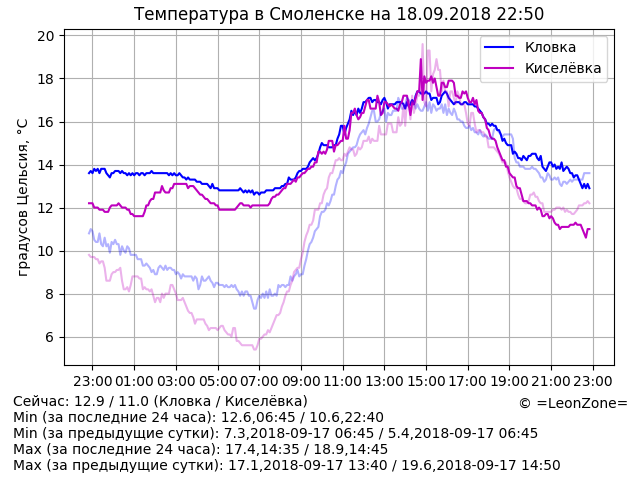 Температура в Смоленске на 18.09.2018 22:50
Кловка
Киселёвка
градусов Цельсия, °C
20
18
16
14
12
10
8
6
23:00 01:00 03:00 05:00 07:00 09:00 11:00 13:00 15:00 17:00 19:00 21:00 23:00
Сейчас: 12.9 / 11.0 (Кловка / Киселёвка)
© =LeonZone=
Min (за последние 24 часа): 12.6,06:45 / 10.6,22:40
Min (за предыдущие сутки): 7.3,2018-09-17 06:45 / 5.4,2018-09-17 06:45
Max (за последние 24 часа): 17.4,14:35 / 18.9,14:45
Max (за предыдущие сутки): 17.1,2018-09-17 13:40 / 19.6,2018-09-17 14:50